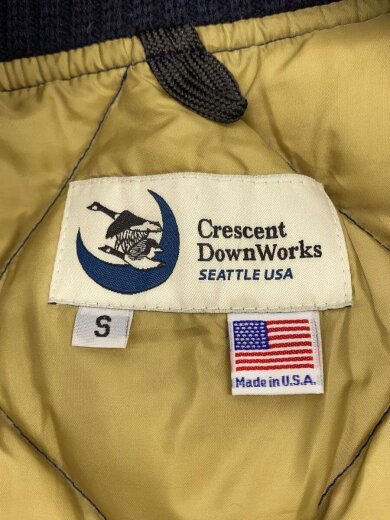 Crescent
DownWorks
SEATTLE USA
S
Made in U.S.A.